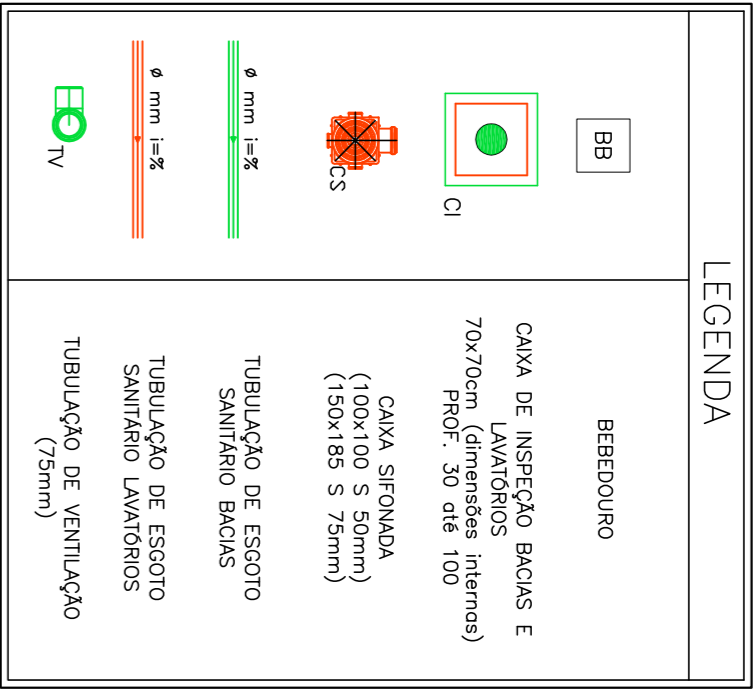 LEGENDA
BB
BEBEDOURO
CI
CAIXA DE INSPEÇÃO BACIAS E
LAVATÓRIOS
70x70cm (dimensões internas)
PROF. 30 até 100
CS
CAIXA SIFONADA
(100x100 S 50mm)
(150x185 S 75mm)
ø mm i=%
TUBULAÇÃO DE ESGOTO
SANITÁRIO BACIAS
ø mm i=%
TUBULAÇÃO DE ESGOTO
SANITÁRIO LAVATÓRIOS
TV
TUBULAÇÃO DE VENTILAÇÃO
(75mm)